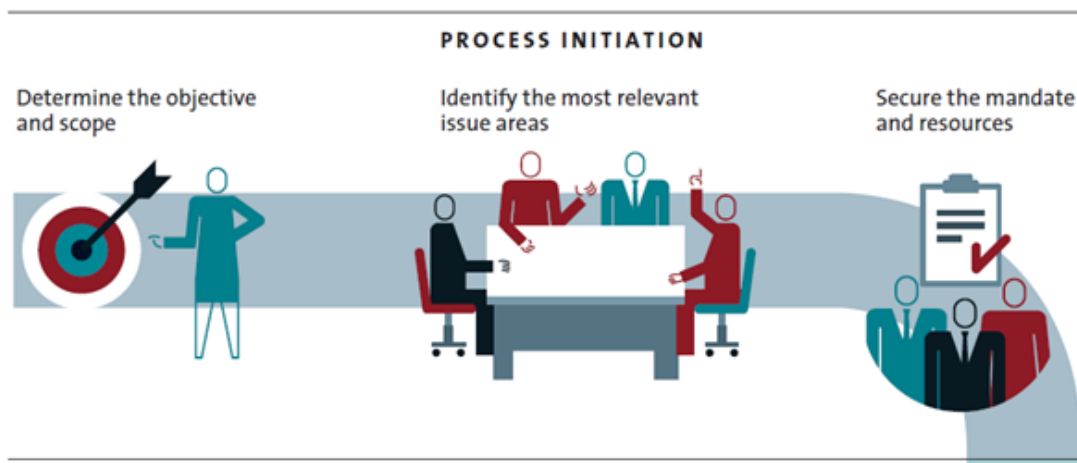 PROCESS INITIATION
Determine the objective
and scope
Identify the most relevant
issue areas
Secure the mandate
and resources